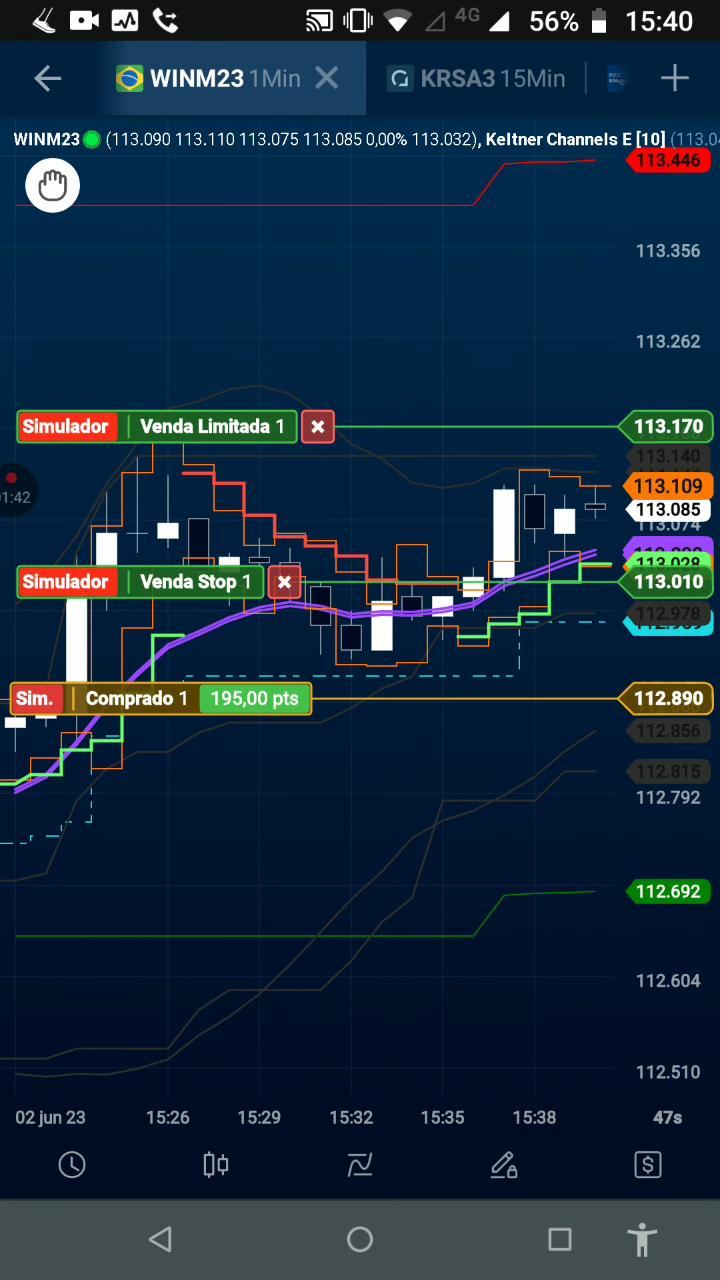 4G 56% 15:40
WINM23 1Min KRSA3 15Min
WINM23 (113.090 113.110 113.075 113.085 0,00% 113.032), Keltner Channels E [10]
113.446
113.356
113.262
Simulador Venda Limitada 1 113.170
113.140
113.109
1:42
113.085
113.074
113.028
Simulador Venda Stop 1 113.010
112.978
Sim. Comprado 1 195,00 pts 112.890
112.856
112.815
112.792
112.692
112.604
112.510
02 jun 23 15:26 15:29 15:32 15:35 15:38 47s